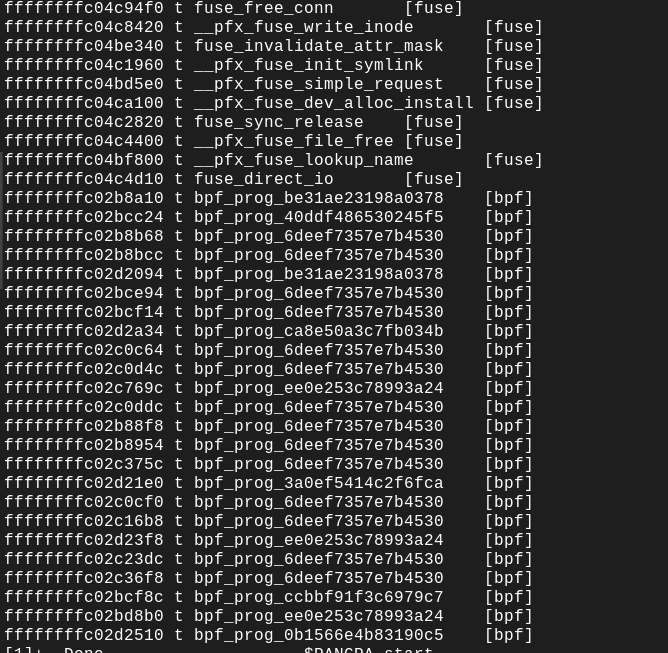 ffffffffc04c94f0 t fuse_free_conn [fuse]
ffffffffc04c8420 t __pfx_fuse_write_inode [fuse]
ffffffffc04be340 t fuse_invalidate_attr_mask [fuse]
ffffffffc04c1960 t __pfx_fuse_init_symlink [fuse]
ffffffffc04bd5e0 t __pfx_fuse_simple_request [fuse]
ffffffffc04ca100 t __pfx_fuse_dev_alloc_install [fuse]
ffffffffc04c2820 t fuse_sync_release [fuse]
ffffffffc04c4400 t __pfx_fuse_file_free [fuse]
ffffffffc04bf800 t __pfx_fuse_lookup_name [fuse]
ffffffffc04c4d10 t fuse_direct_io [fuse]
ffffffffc02b8a10 t bpf_prog_be31ae23198a0378 [bpf]
ffffffffc02bcc24 t bpf_prog_40ddf486530245f5 [bpf]
ffffffffc02b8b68 t bpf_prog_6deef7357e7b4530 [bpf]
ffffffffc02b8bcc t bpf_prog_6deef7357e7b4530 [bpf]
ffffffffc02d2094 t bpf_prog_be31ae23198a0378 [bpf]
ffffffffc02bce94 t bpf_prog_6deef7357e7b4530 [bpf]
ffffffffc02bcf14 t bpf_prog_6deef7357e7b4530 [bpf]
ffffffffc02d2a34 t bpf_prog_ca8e50a3c7fb034b [bpf]
ffffffffc02c0c64 t bpf_prog_6deef7357e7b4530 [bpf]
ffffffffc02c0d4c t bpf_prog_6deef7357e7b4530 [bpf]
ffffffffc02c769c t bpf_prog_ee0e253c78993a24 [bpf]
ffffffffc02c0ddc t bpf_prog_6deef7357e7b4530 [bpf]
ffffffffc02b88f8 t bpf_prog_6deef7357e7b4530 [bpf]
ffffffffc02b8954 t bpf_prog_6deef7357e7b4530 [bpf]
ffffffffc02c375c t bpf_prog_6deef7357e7b4530 [bpf]
ffffffffc02d21e0 t bpf_prog_3a0ef5414c2f6fca [bpf]
ffffffffc02c0cf0 t bpf_prog_6deef7357e7b4530 [bpf]
ffffffffc02c16b8 t bpf_prog_6deef7357e7b4530 [bpf]
ffffffffc02d23f8 t bpf_prog_ee0e253c78993a24 [bpf]
ffffffffc02c23dc t bpf_prog_6deef7357e7b4530 [bpf]
ffffffffc02c36f8 t bpf_prog_6deef7357e7b4530 [bpf]
ffffffffc02bcf8c t bpf_prog_ccbbf91f3c6979c7 [bpf]
ffffffffc02bd8b0 t bpf_prog_ee0e253c78993a24 [bpf]
ffffffffc02d2510 t bpf_prog_0b1566e4b83190c5 [bpf]
[1]+ Done start